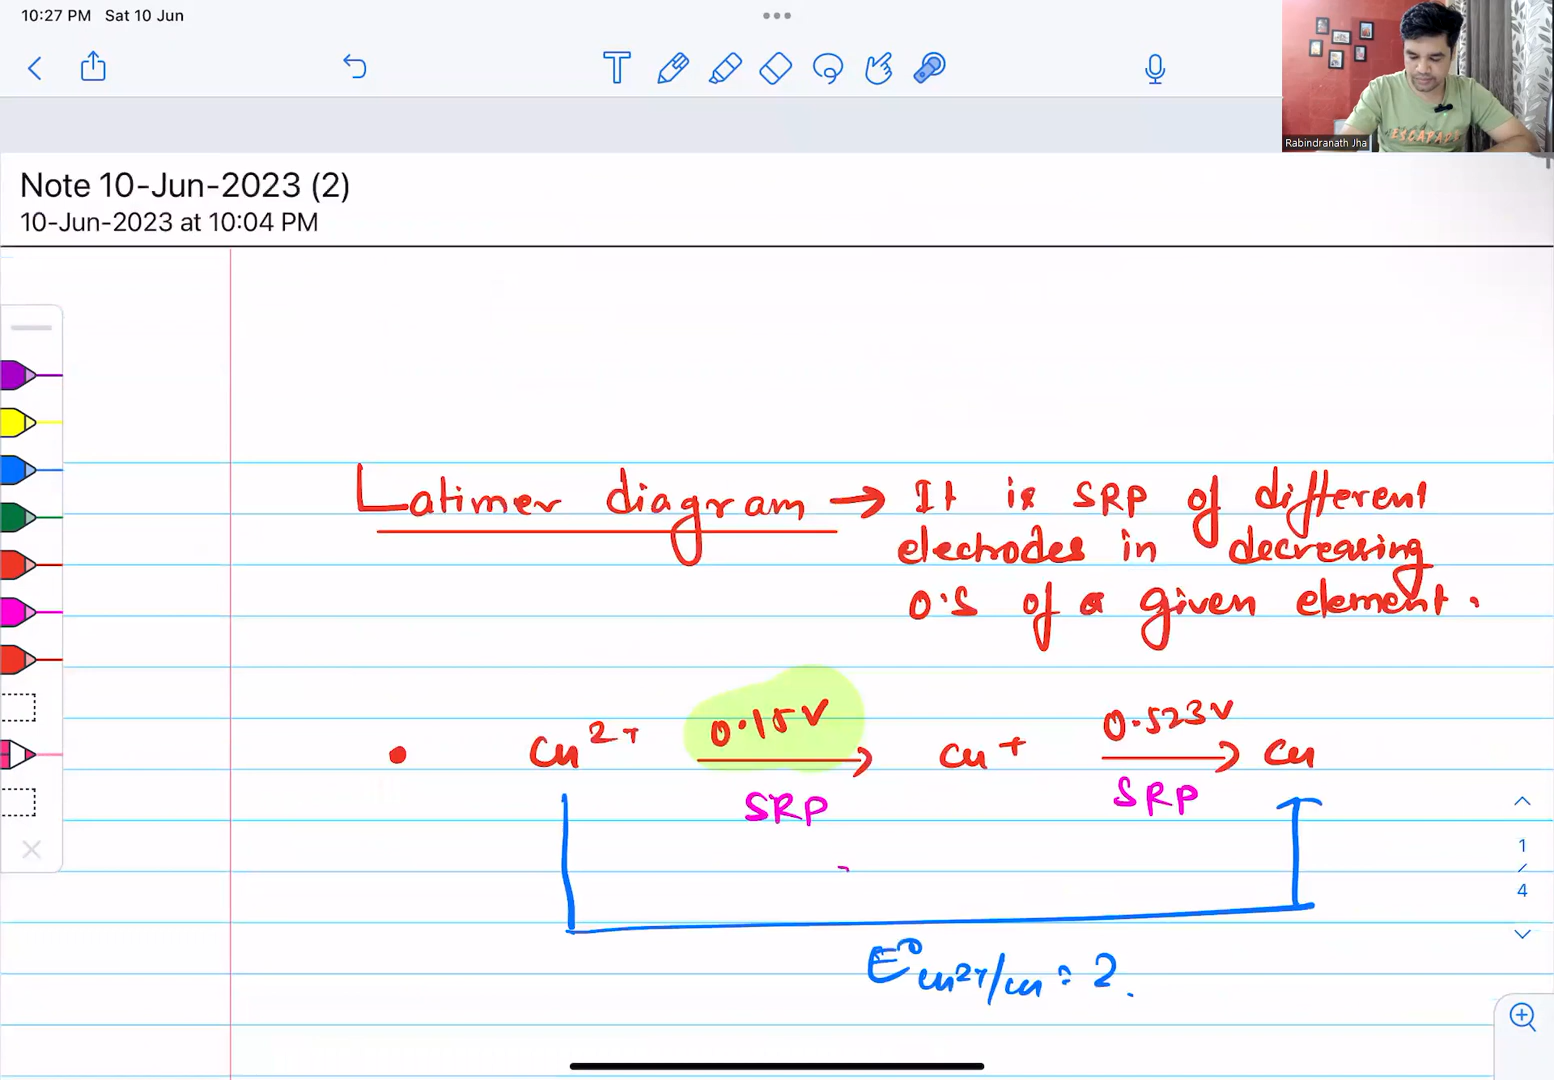 10:27 PM Sat 10 Jun
Rabindranath Jha
ESCAPADE
Note 10-Jun-2023 (2)
10-Jun-2023 at 10:04 PM
Latimer diagram → It is SRP of different
electrodes in decreasing
O.S of a given element.
• Cu²⁺ 0.15V → Cu⁺ 0.523V → Cu
SRP SRP
E°Cu²⁺/Cu = ?
1
/
4